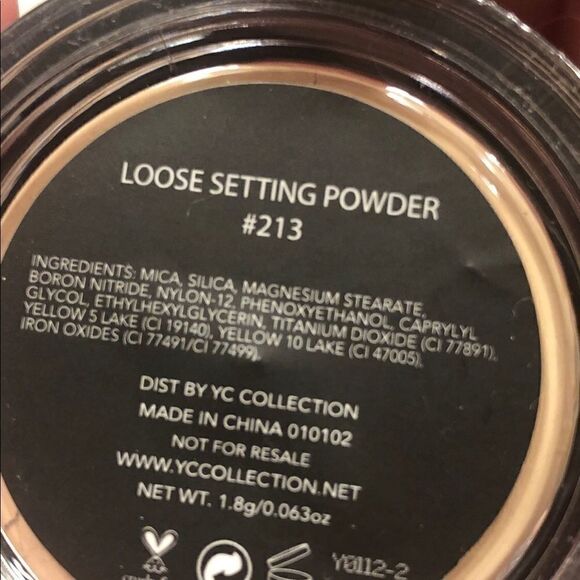 LOOSE SETTING POWDER
#213
INGREDIENTS: MICA, SILICA, MAGNESIUM STEARATE,
BORON NITRIDE, NYLON-12, PHENOXYETHANOL, CAPRYLYL
GLYCOL, ETHYLHEXYLGLYCERIN, TITANIUM DIOXIDE (CI 77891),
YELLOW 5 LAKE (CI 19140), YELLOW 10 LAKE (CI 47005),
IRON OXIDES (CI 77491/CI 77499).
DIST BY YC COLLECTION
MADE IN CHINA 010102
NOT FOR RESALE
WWW.YCCOLLECTION.NET
NET WT. 1.8g/0.063oz
Y0112-2